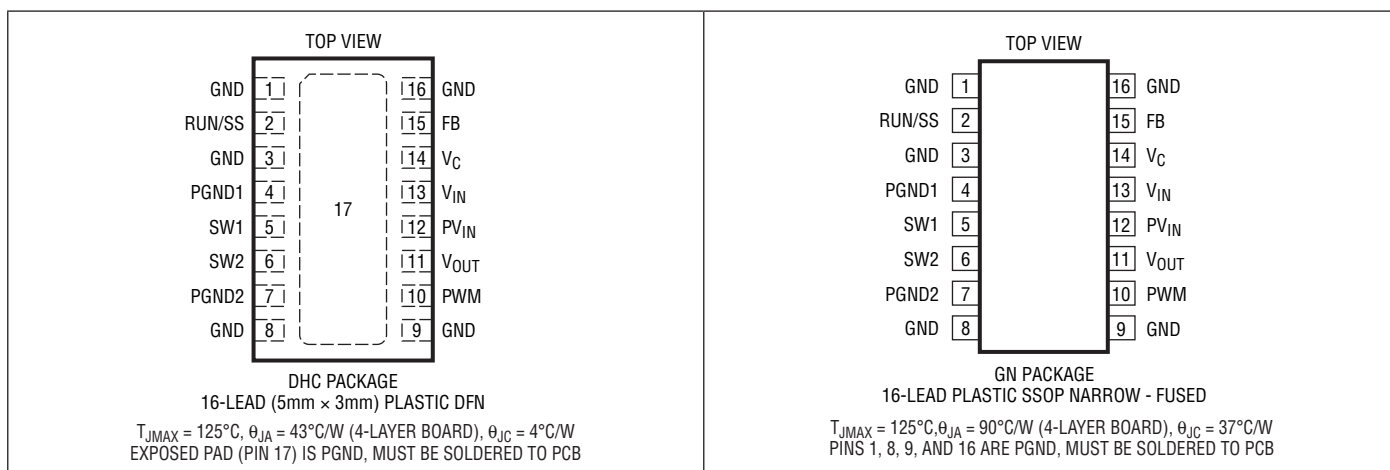 TOP VIEW
GND 1 16 GND
RUN/SS 2 15 FB
GND 3 14 VC
PGND1 4 13 VIN
SW1 5 12 PVIN
SW2 6 11 VOUT
PGND2 7 10 PWM
GND 8 9 GND
17
DHC PACKAGE
16-LEAD (5mm × 3mm) PLASTIC DFN
TJMAX = 125°C, θJA = 43°C/W (4-LAYER BOARD), θJC = 4°C/W
EXPOSED PAD (PIN 17) IS PGND, MUST BE SOLDERED TO PCB
TOP VIEW
GND 1 16 GND
RUN/SS 2 15 FB
GND 3 14 VC
PGND1 4 13 VIN
SW1 5 12 PVIN
SW2 6 11 VOUT
PGND2 7 10 PWM
GND 8 9 GND
GN PACKAGE
16-LEAD PLASTIC SSOP NARROW - FUSED
TJMAX = 125°C,θJA = 90°C/W (4-LAYER BOARD), θJC = 37°C/W
PINS 1, 8, 9, AND 16 ARE PGND, MUST BE SOLDERED TO PCB